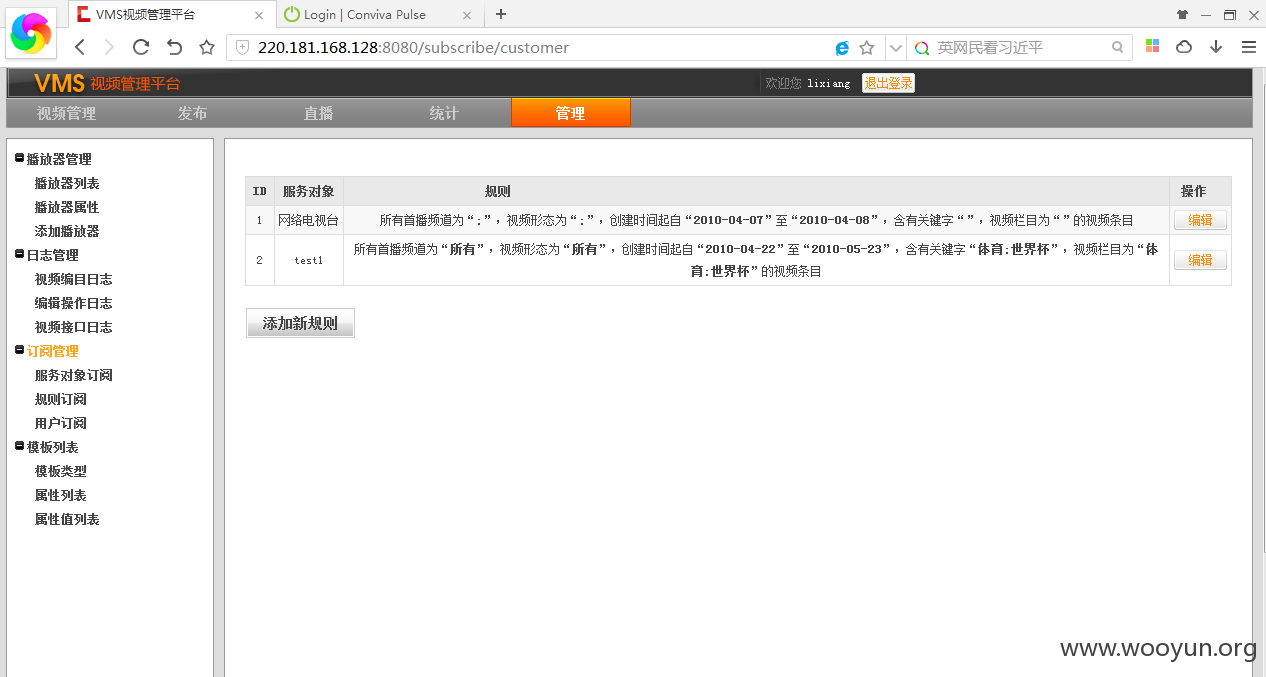 VMS视频管理平台
Login | Conviva Pulse
220.181.168.128:8080/subscribe/customer
英网民看习近平
VMS 视频管理平台
欢迎您 lixiang 退出登录
视频管理 发布 直播 统计 管理
播放器管理
播放器列表
播放器属性
添加播放器
日志管理
视频编目日志
编辑操作日志
视频接口日志
订阅管理
服务对象订阅
规则订阅
用户订阅
模板列表
模板类型
属性列表
属性值列表
ID 服务对象 规则 操作
1 网络电视台 所有首播频道为“:”，视频形态为“:”，创建时间起自“2010-04-07”至“2010-04-08”，含有关键字“”，视频栏目为“”的视频条目 编辑
2 test1 所有首播频道为“所有”，视频形态为“所有”，创建时间起自“2010-04-22”至“2010-05-23”，含有关键字“体育:世界杯”，视频栏目为“体
育:世界杯”的视频条目 编辑
添加新规则
www.wooyun.org